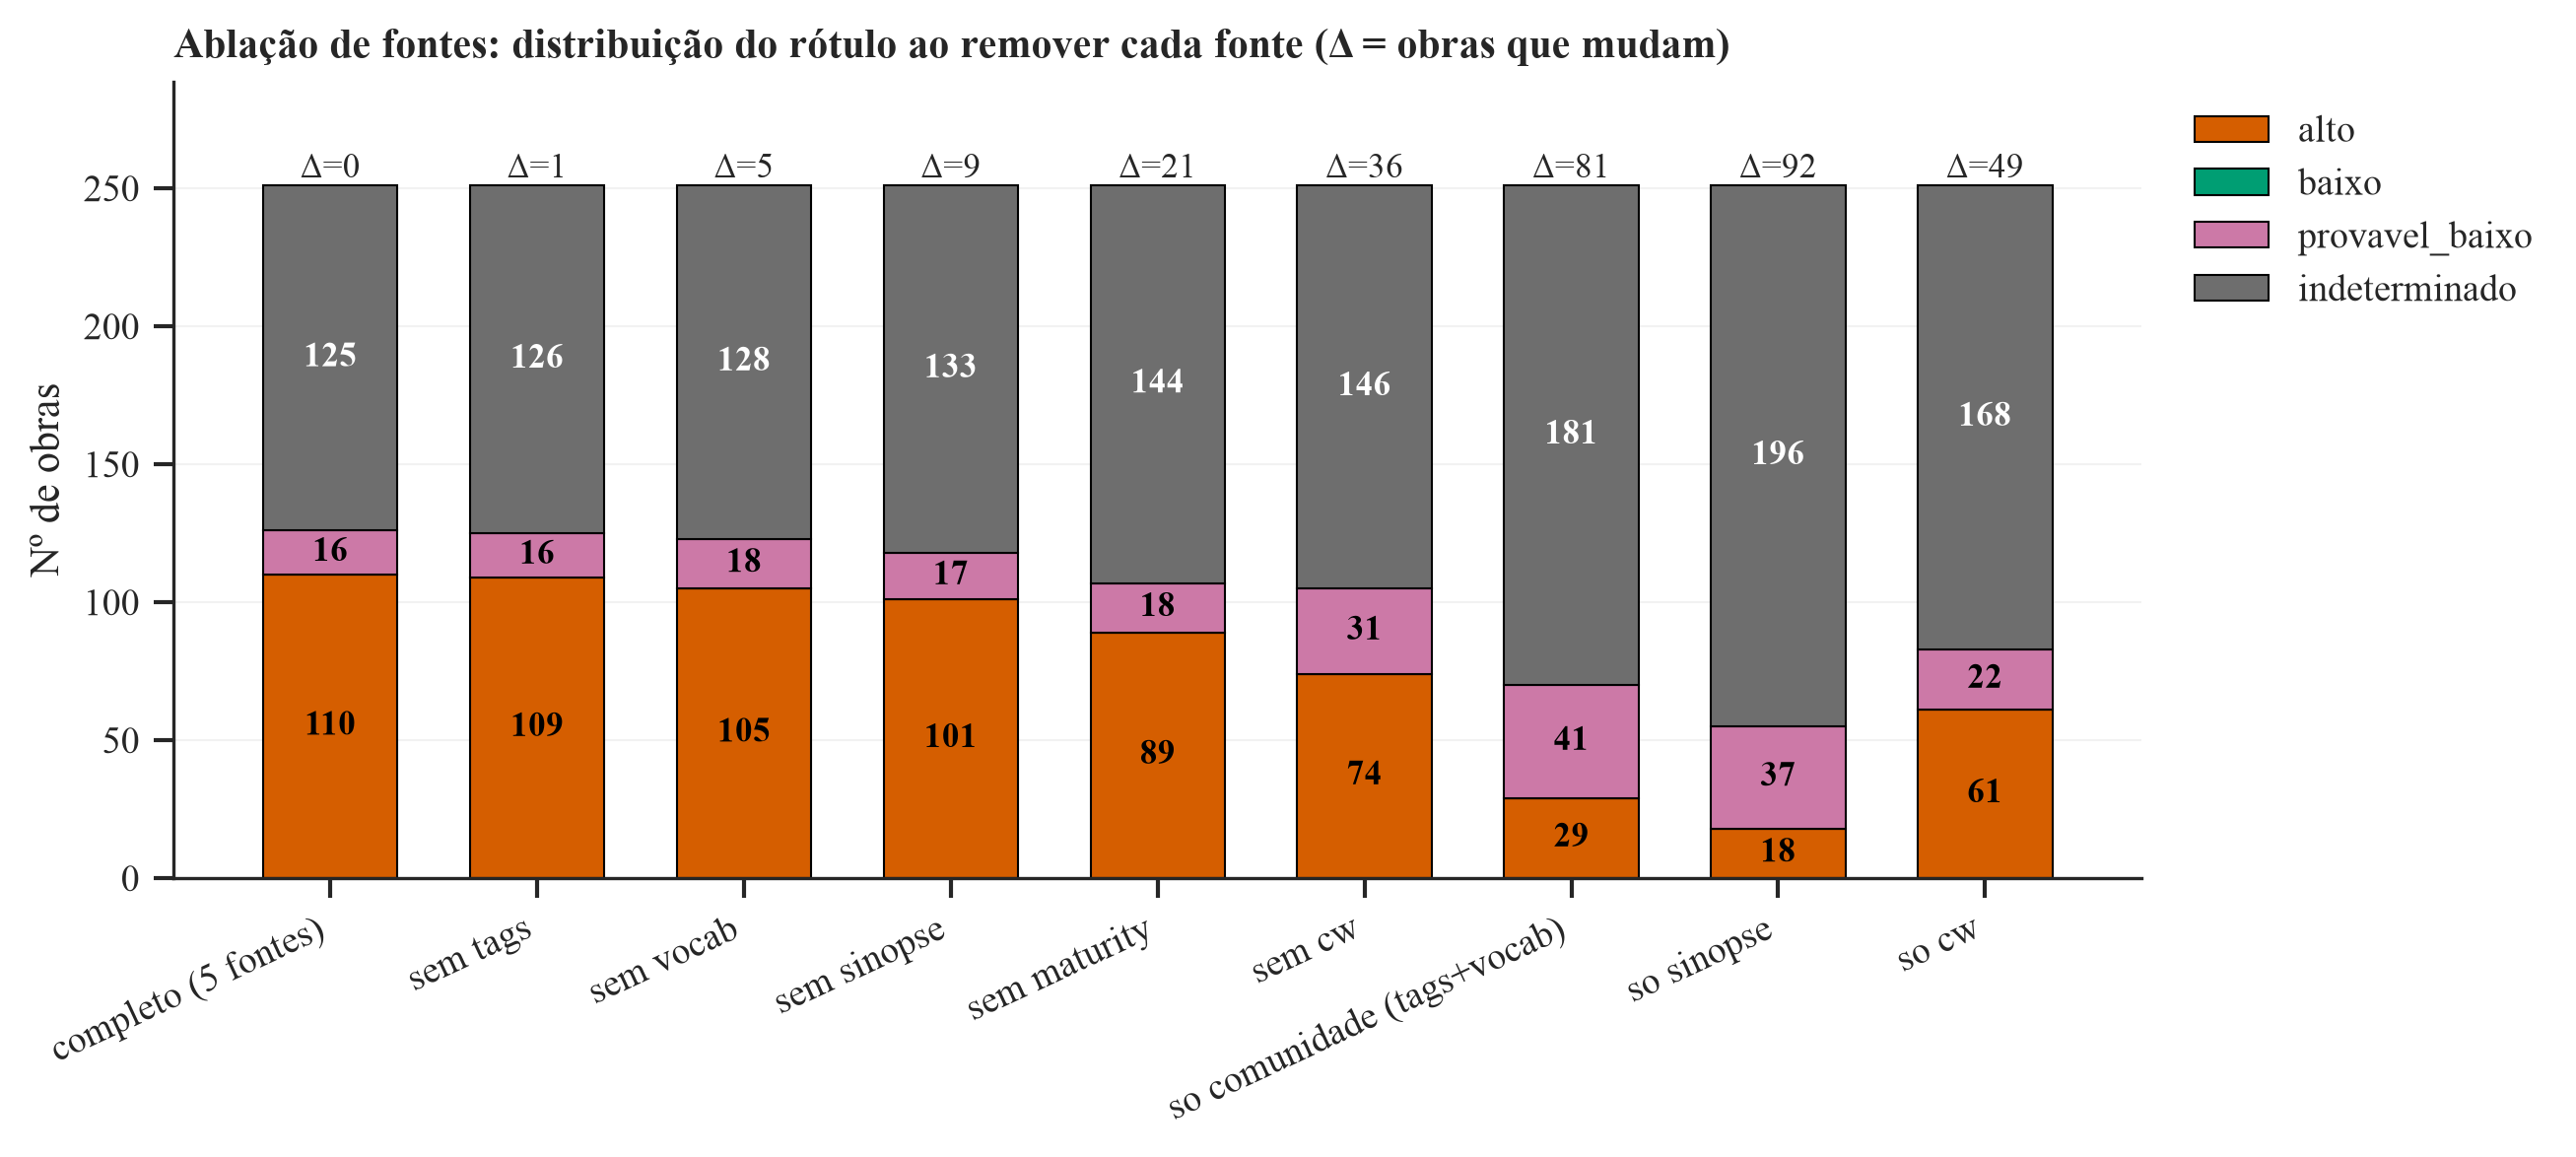 Ablação de fontes: distribuição do rótulo ao remover cada fonte (Δ = obras que mudam)
alto
baixo
provavel_baixo
indeterminado
Nº de obras
250
200
150
100
50
0
Δ=0 Δ=1 Δ=5 Δ=9 Δ=21 Δ=36 Δ=81 Δ=92 Δ=49
125 126 128 133 144 146 181 196 168
16 16 18 17 18 31 41 37 22
110 109 105 101 89 74 29 18 61
completo (5 fontes)
sem tags
sem vocab
sem sinopse
sem maturity
sem cw
so comunidade (tags+vocab)
so sinopse
so cw